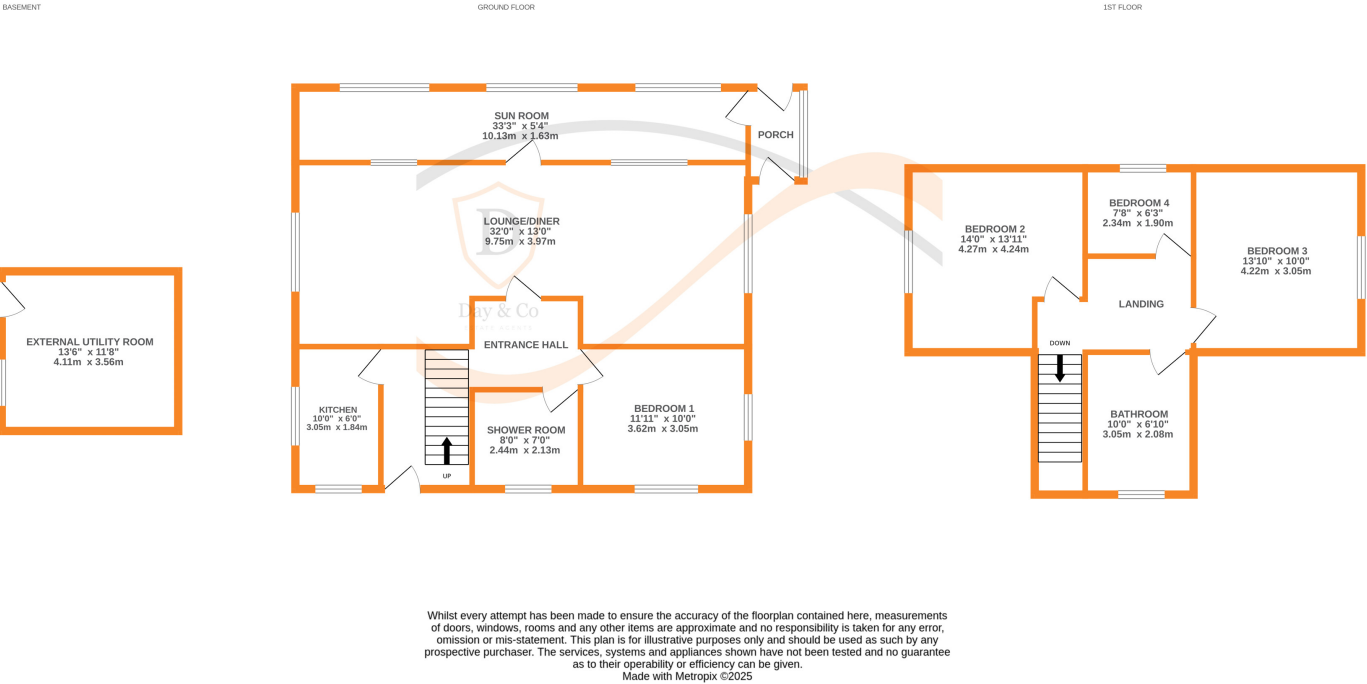 BASEMENT
GROUND FLOOR
1ST FLOOR
SUN ROOM
33'3" x 5'4"
10.13m x 1.63m
PORCH
LOUNGE/DINER
32'0" x 13'0"
9.75m x 3.97m
D
Day & Co
ESTATE AGENTS
ENTRANCE HALL
KITCHEN
10'0" x 6'0"
3.05m x 1.84m
UP
SHOWER ROOM
8'0" x 7'0"
2.44m x 2.13m
BEDROOM 1
11'11" x 10'0"
3.62m x 3.05m
EXTERNAL UTILITY ROOM
13'6" x 11'8"
4.11m x 3.56m
BEDROOM 2
14'0" x 13'11"
4.27m x 4.24m
BEDROOM 4
7'8" x 6'3"
2.34m x 1.90m
BEDROOM 3
13'10" x 10'0"
4.22m x 3.05m
LANDING
DOWN
BATHROOM
10'0" x 6'10"
3.05m x 2.08m
Whilst every attempt has been made to ensure the accuracy of the floorplan contained here, measurements
of doors, windows, rooms and any other items are approximate and no responsibility is taken for any error,
omission or mis-statement. This plan is for illustrative purposes only and should be used as such by any
prospective purchaser. The services, systems and appliances shown have not been tested and no guarantee
as to their operability or efficiency can be given.
Made with Metropix ©2025